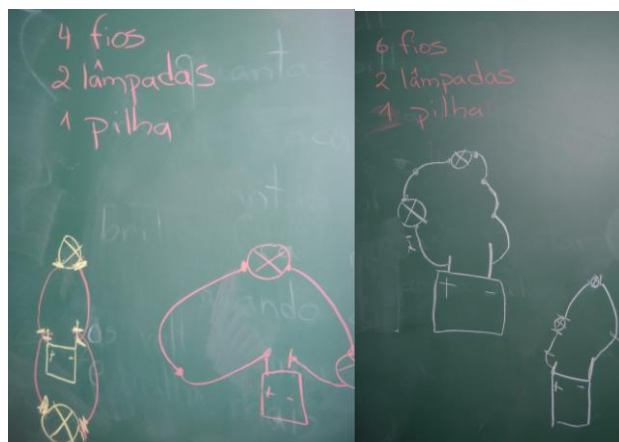 4 fios
2 lâmpadas
1 pilha
6 fios
2 lâmpadas
1 pilha
+ -
+ -
+ -
+ -